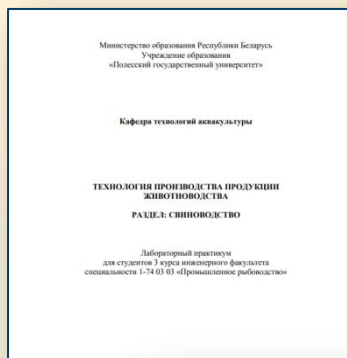 Министерство образования Республики Беларусь
Учреждение образования
«Полесский государственный университет»
Кафедра технологий аквакультуры
ТЕХНОЛОГИЯ ПРОИЗВОДСТВА ПРОДУКЦИИ
ЖИВОТНОВОДСТВА
РАЗДЕЛ: СВИНОВОДСТВО
Лабораторный практикум
для студентов 3 курса инженерного факультета
специальности 1-74 03 03 «Промышленное рыбоводство»